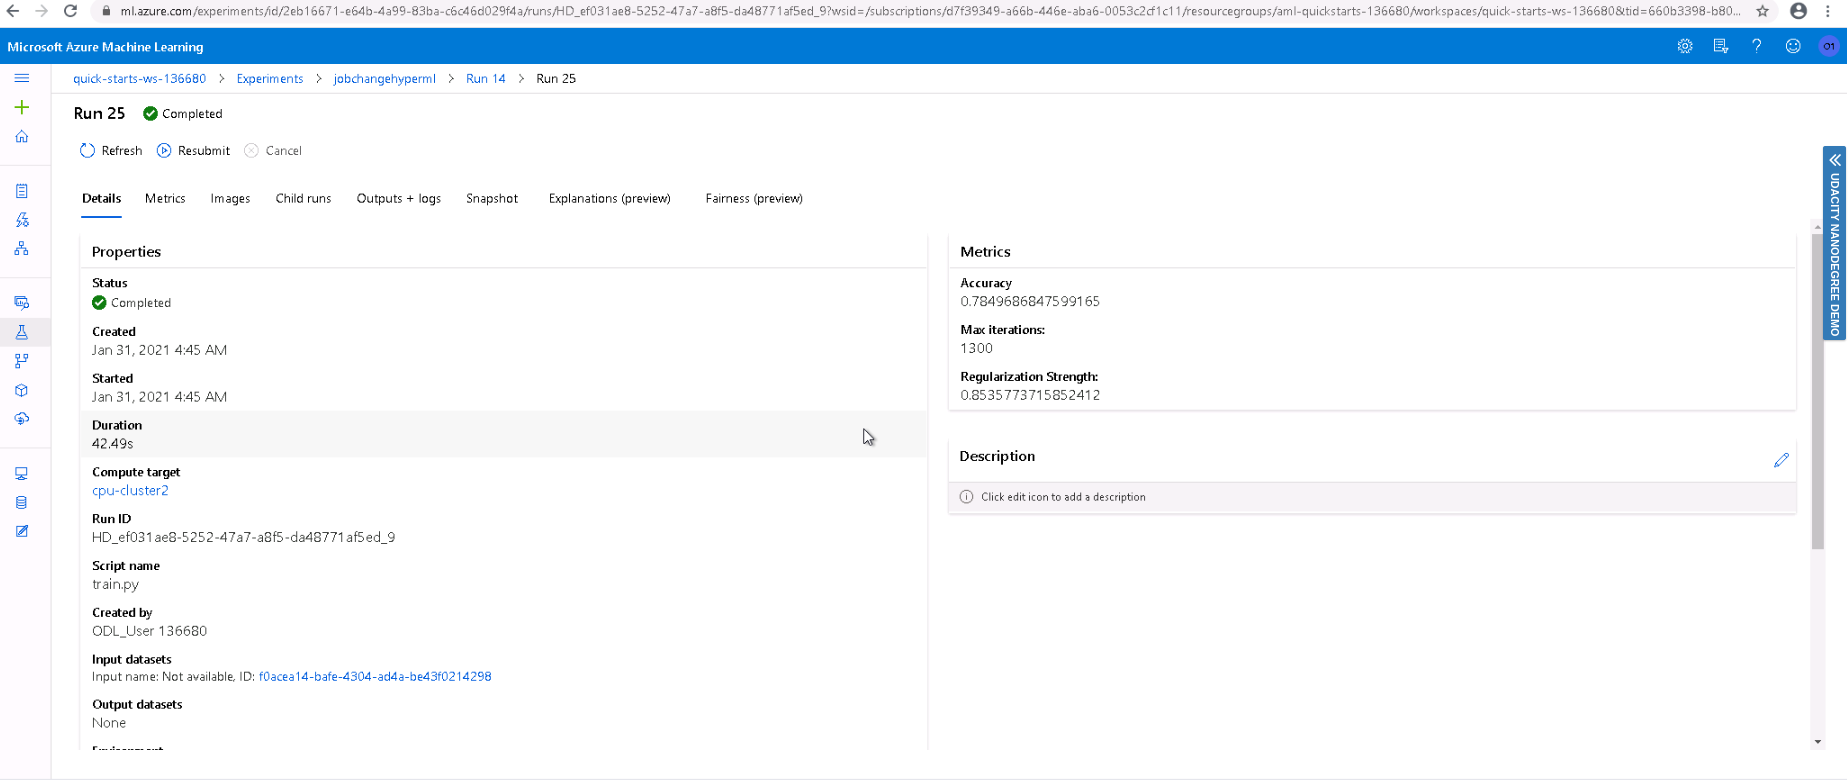 ml.azure.com/experiments/id/2eb16671-e64b-4a99-83ba-c6c46d029f4a/runs/HD_ef031ae8-5252-47a7-a8f5-da48771af5ed_9?wsid=/subscriptions/d7f39349-a66b-446e-aba6-0053c2cf1c11/resourcegroups/aml-quickstarts-136680/workspaces/quick-starts-ws-136680&tid=660b3398-b80...
Microsoft Azure Machine Learning
01
quick-starts-ws-136680 > Experiments > jobchangehyperml > Run 14 > Run 25
Run 25 Completed
Refresh Resubmit Cancel
Details Metrics Images Child runs Outputs + logs Snapshot Explanations (preview) Fairness (preview)
Properties
Status
Completed
Created
Jan 31, 2021 4:45 AM
Started
Jan 31, 2021 4:45 AM
Duration
42.49s
Compute target
cpu-cluster2
Run ID
HD_ef031ae8-5252-47a7-a8f5-da48771af5ed_9
Script name
train.py
Created by
ODL_User 136680
Input datasets
Input name: Not available, ID: f0acea14-bafe-4304-ad4a-be43f0214298
Output datasets
None
Environment
Metrics
Accuracy
0.7849686847599165
Max iterations:
1300
Regularization Strength:
0.8535773715852412
Description
Click edit icon to add a description
UDACITY NANODEGREE DEMO